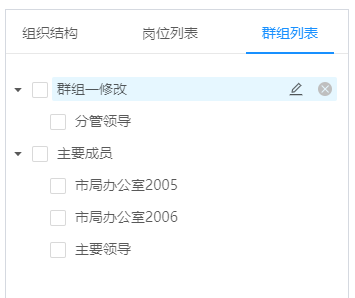 组织结构 岗位列表 群组列表
群组一修改
分管领导
主要成员
市局办公室2005
市局办公室2006
主要领导